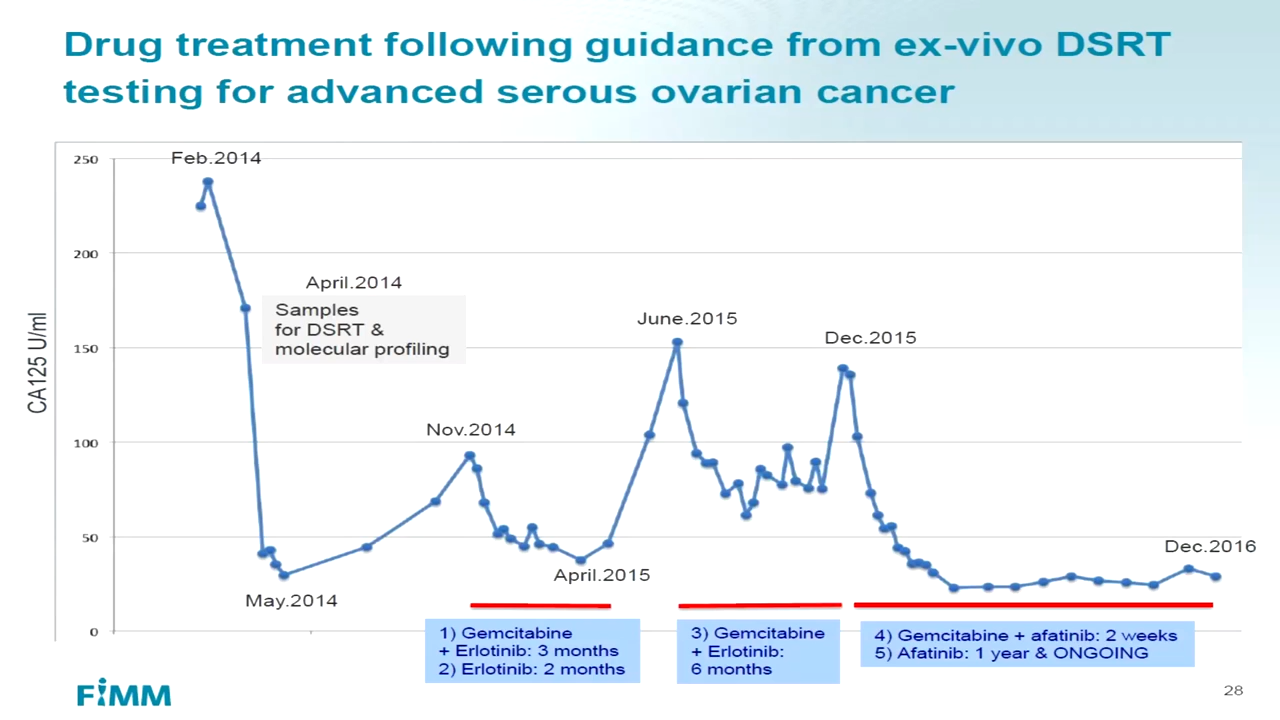 Drug treatment following guidance from ex-vivo DSRT
testing for advanced serous ovarian cancer
250
200
150
100
50
0
CA125 U/ml
Feb.2014
April.2014
Samples
for DSRT &
molecular profiling
May.2014
Nov.2014
April.2015
June.2015
Dec.2015
Dec.2016
1) Gemcitabine
+ Erlotinib: 3 months
2) Erlotinib: 2 months
3) Gemcitabine
+ Erlotinib:
6 months
4) Gemcitabine + afatinib: 2 weeks
5) Afatinib: 1 year & ONGOING
FiMM
28